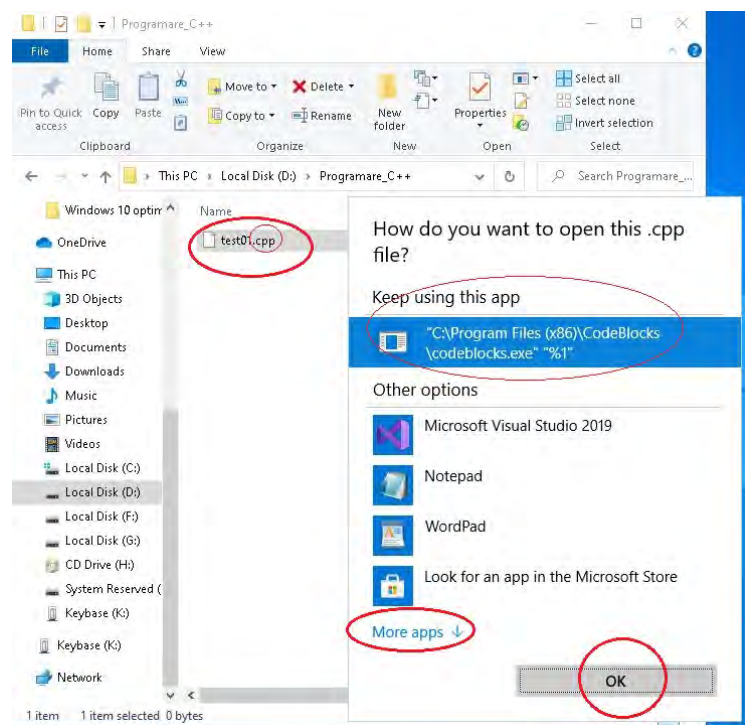 Programare_C++
File Home Share View
Pin to Quick access
Copy
Paste
Move to
Copy to
Delete
Rename
New folder
Properties
Select all
Select none
Invert selection
Clipboard Organize New Open Select
This PC Local Disk (D:) Programare_C++
Search Programare_...
Windows 10 optim
OneDrive
This PC
3D Objects
Desktop
Documents
Downloads
Music
Pictures
Videos
Local Disk (C:)
Local Disk (D:)
Local Disk (F:)
Local Disk (G:)
CD Drive (H:)
System Reserved (
Keybase (K:)
Keybase (K:)
Network
1 item 1 item selected 0 bytes
Name
test01.cpp
How do you want to open this .cpp
file?
Keep using this app
"C:\Program Files (x86)\CodeBlocks
\codeblocks.exe" "%1"
Other options
Microsoft Visual Studio 2019
Notepad
WordPad
Look for an app in the Microsoft Store
More apps ↓
OK